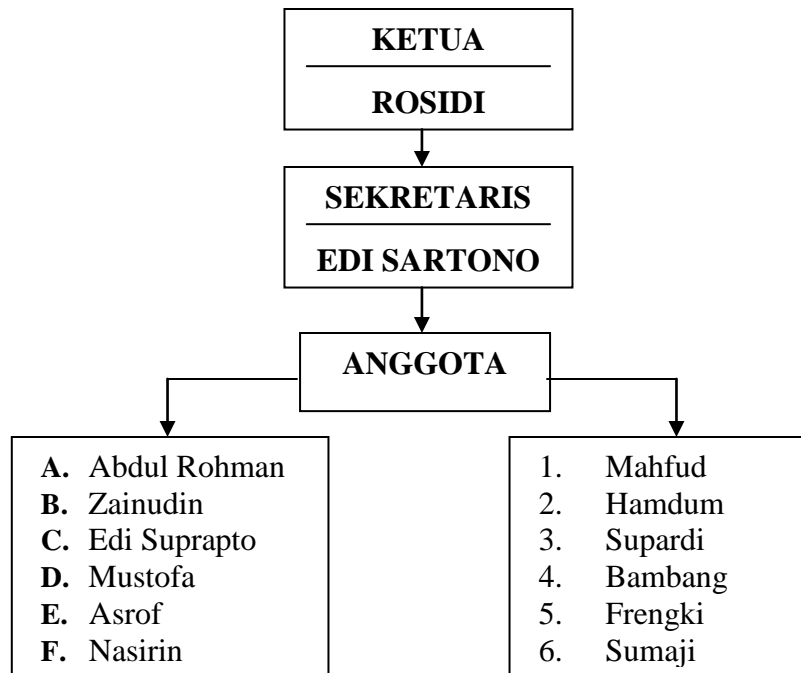 KETUA
ROSIDI
SEKRETARIS
EDI SARTONO
ANGGOTA
A. Abdul Rohman
B. Zainudin
C. Edi Suprapto
D. Mustofa
E. Asrof
F. Nasirin
1. Mahfud
2. Hamdum
3. Supardi
4. Bambang
5. Frengki
6. Sumaji